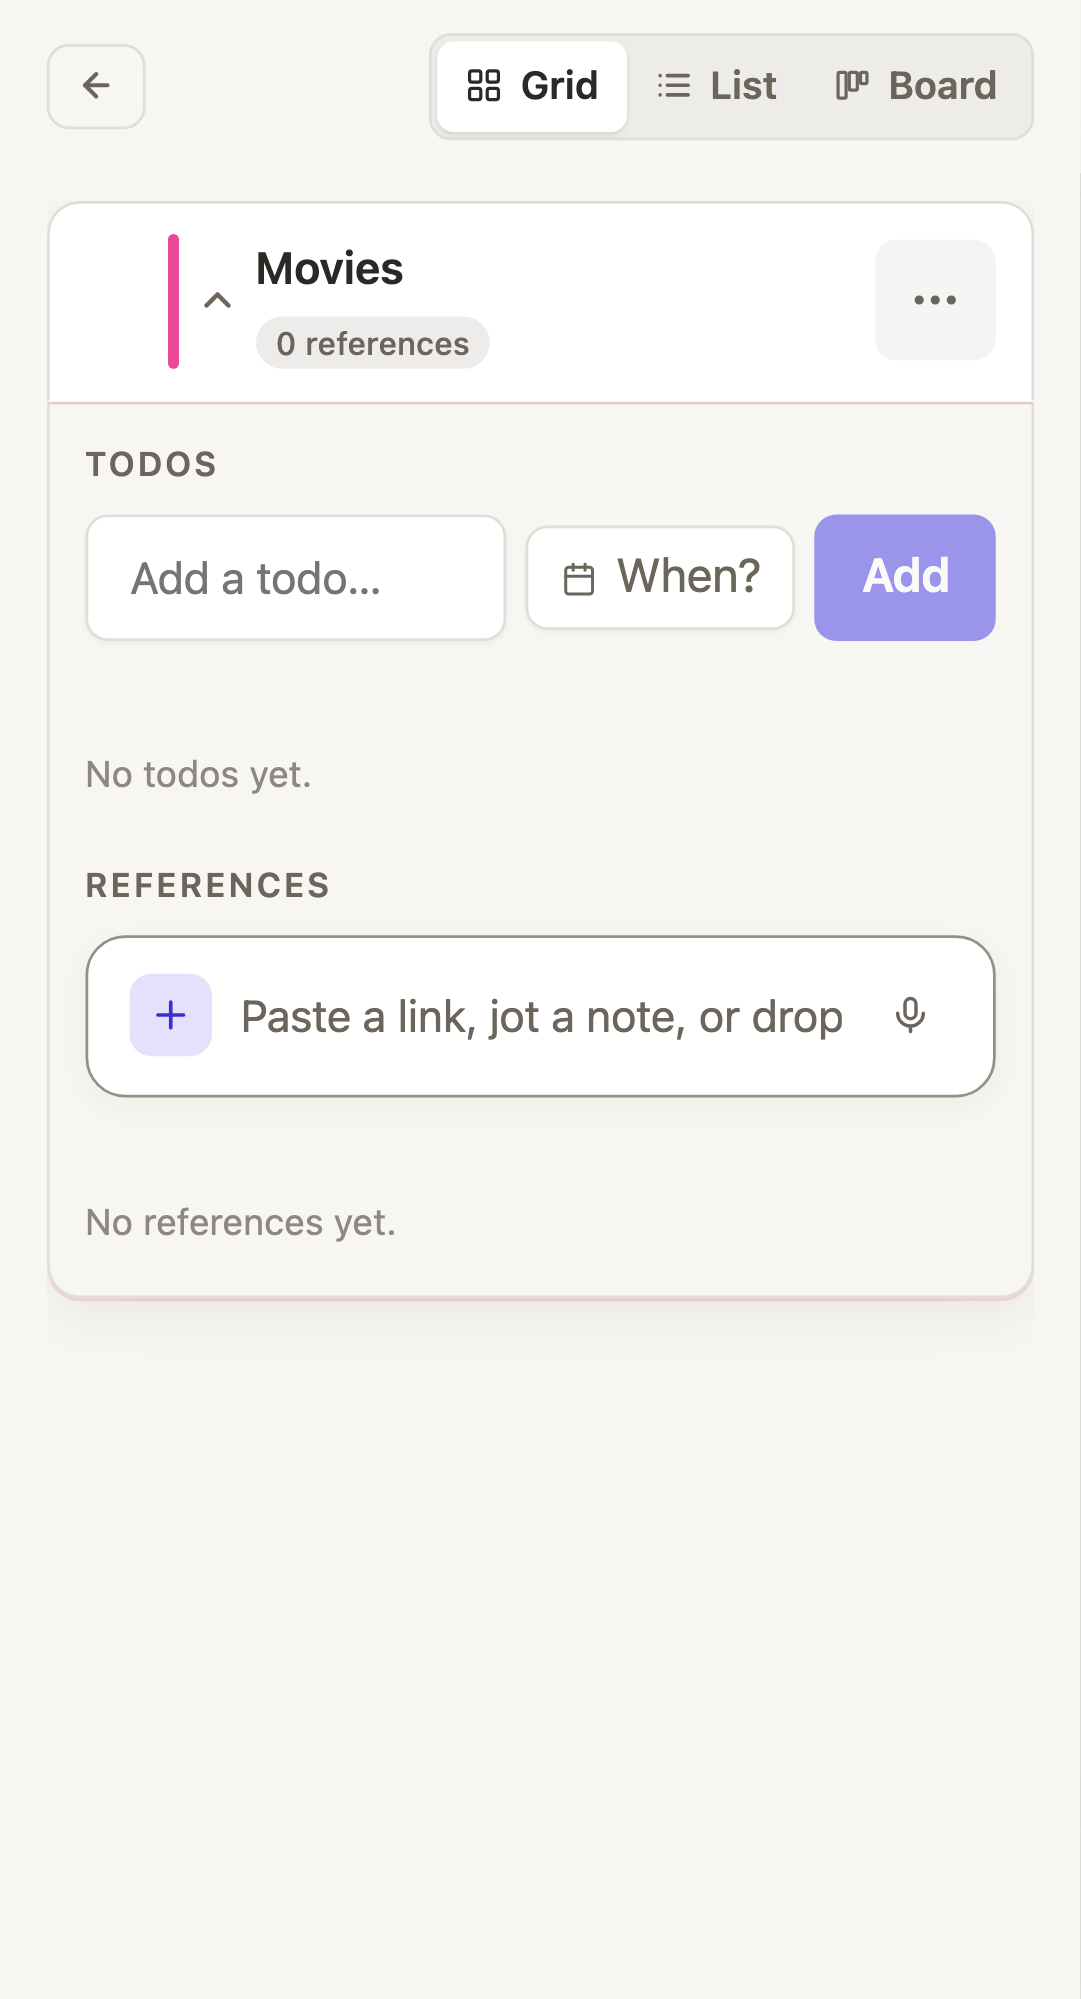 Grid List Board
Movies
0 references
TODOS
Add a todo... When? Add
No todos yet.
REFERENCES
Paste a link, jot a note, or drop
No references yet.